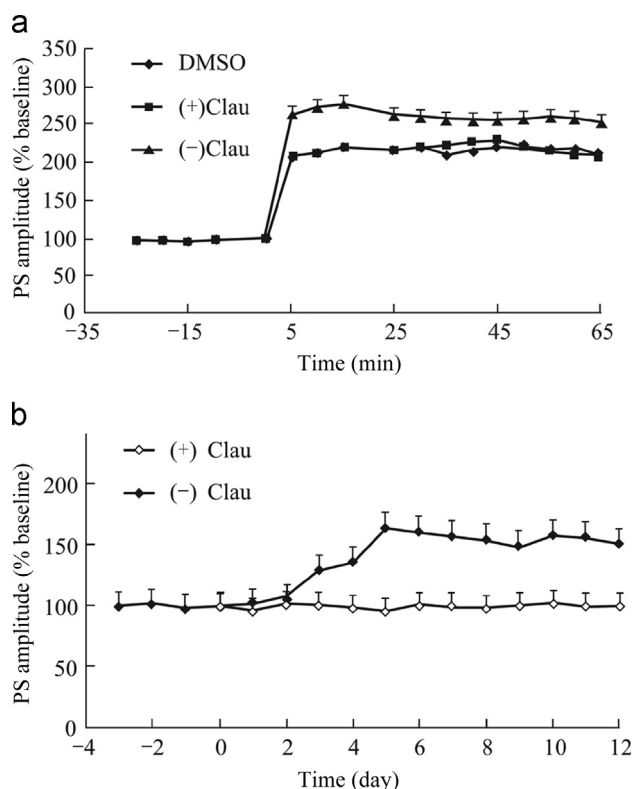 a
PS amplitude (% baseline)
350
300
250
200
150
100
50
0
DMSO
(+)Clau
(−)Clau
−35 −15 5 25 45 65
Time (min)
b
PS amplitude (% baseline)
200
150
100
50
0
(+) Clau
(−) Clau
−4 −2 0 2 4 6 8 10 12
Time (day)